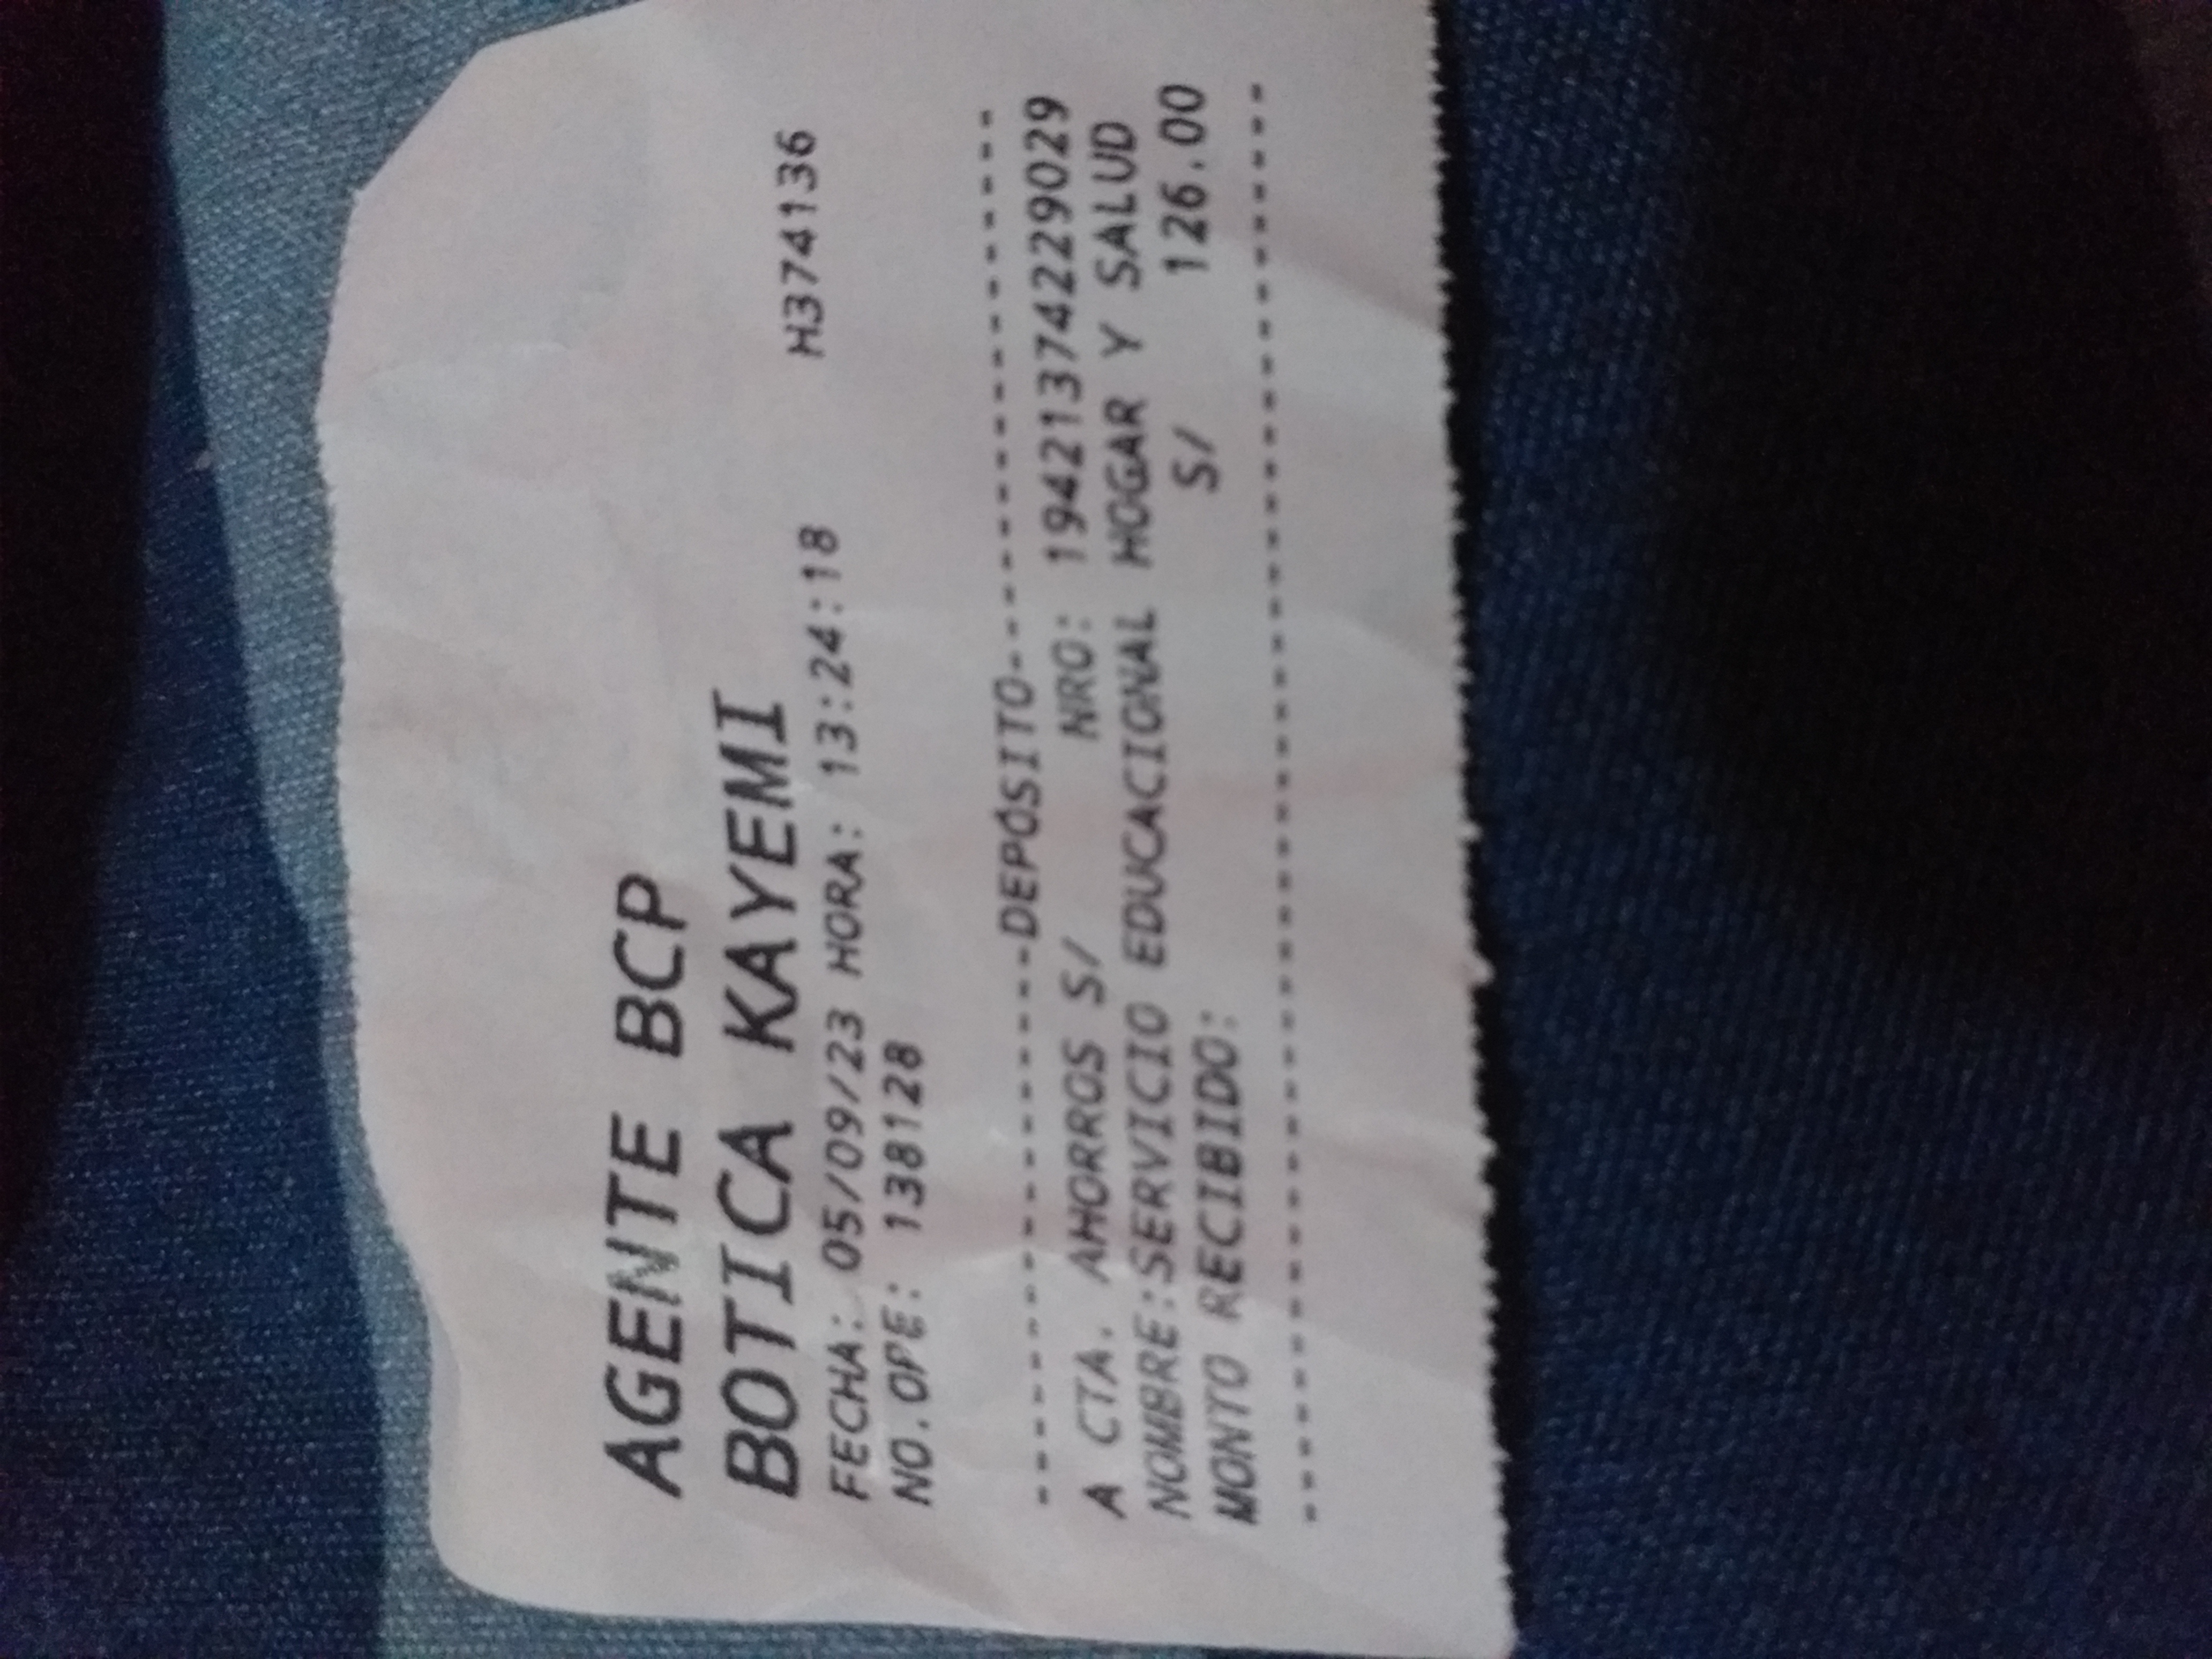 AGENTE BCP
BOTICA KAYEMI
FECHA: 05/09/23 HORA: 13:24:18 H374136
NO.OPE: 138128
--------------DEPOSITO--------------------
A CTA. AHORROS S/ NRO: 19421374229029
NOMBRE:SERVICIO EDUCACIONAL HOGAR Y SALUD
MONTO RECIBIDO: S/ 126.00
------------------------------------------